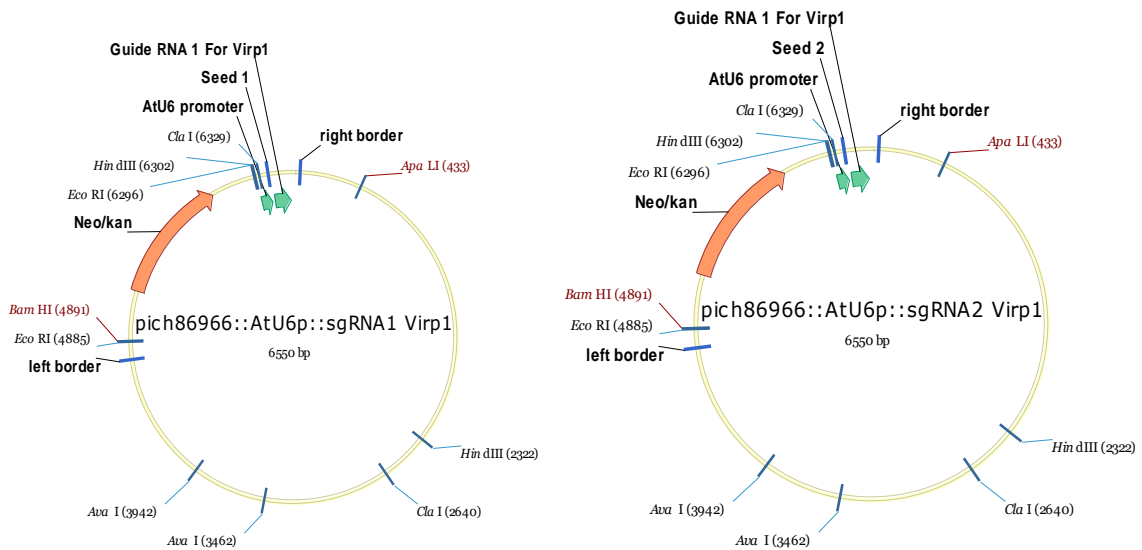 Guide RNA 1 For Virp1
Seed 1
AtU6 promoter
Cla I (6329)
right border
Hin dIII (6302)
Apa LI (433)
Eco RI (6296)
Neo/kan
Bam HI (4891)
pich86966::AtU6p::sgRNA1 Virp1
Eco RI (4885)
6550 bp
left border
Hin dIII (2322)
Ava I (3942)
Cla I (2640)
Ava I (3462)
Guide RNA 1 For Virp1
Seed 2
AtU6 promoter
Cla I (6329)
right border
Hin dIII (6302)
Apa LI (433)
Eco RI (6296)
Neo/kan
Bam HI (4891)
pich86966::AtU6p::sgRNA2 Virp1
Eco RI (4885)
6550 bp
left border
Hin dIII (2322)
Ava I (3942)
Cla I (2640)
Ava I (3462)